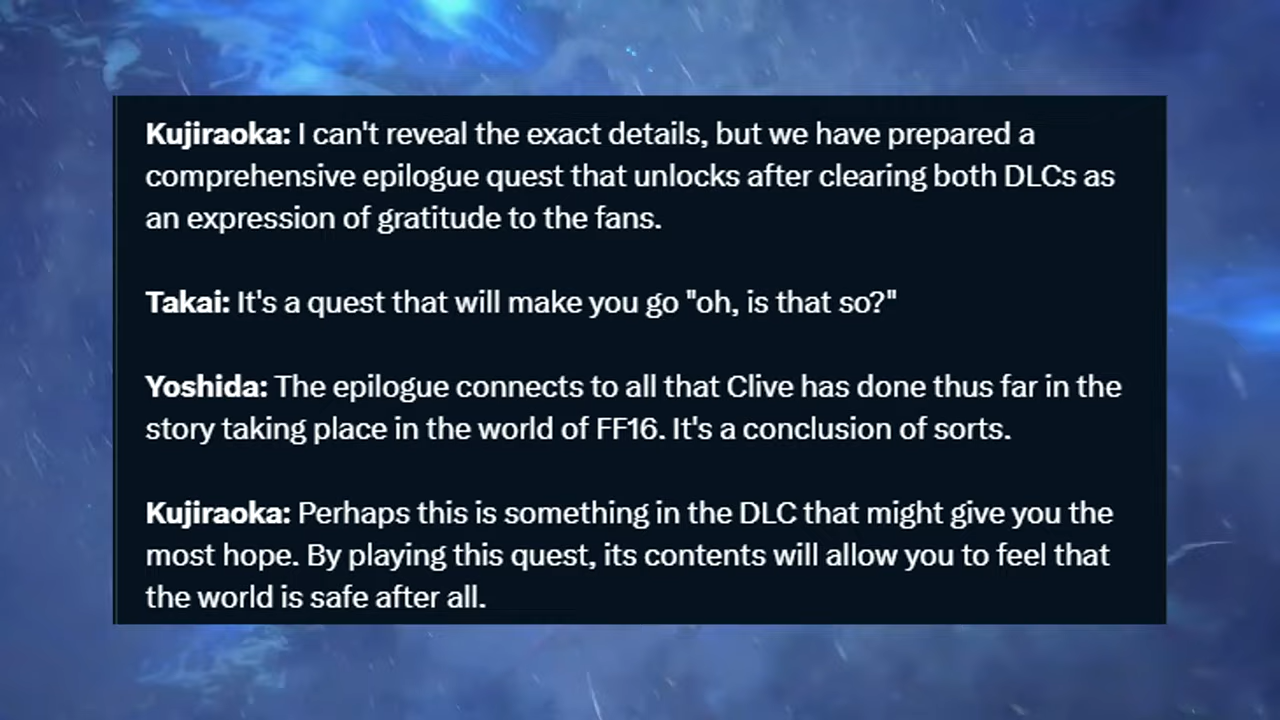 Kujiraoka: I can't reveal the exact details, but we have prepared a
comprehensive epilogue quest that unlocks after clearing both DLCs as
an expression of gratitude to the fans.
Takai: It's a quest that will make you go "oh, is that so?"
Yoshida: The epilogue connects to all that Clive has done thus far in the
story taking place in the world of FF16. It's a conclusion of sorts.
Kujiraoka: Perhaps this is something in the DLC that might give you the
most hope. By playing this quest, its contents will allow you to feel that
the world is safe after all.